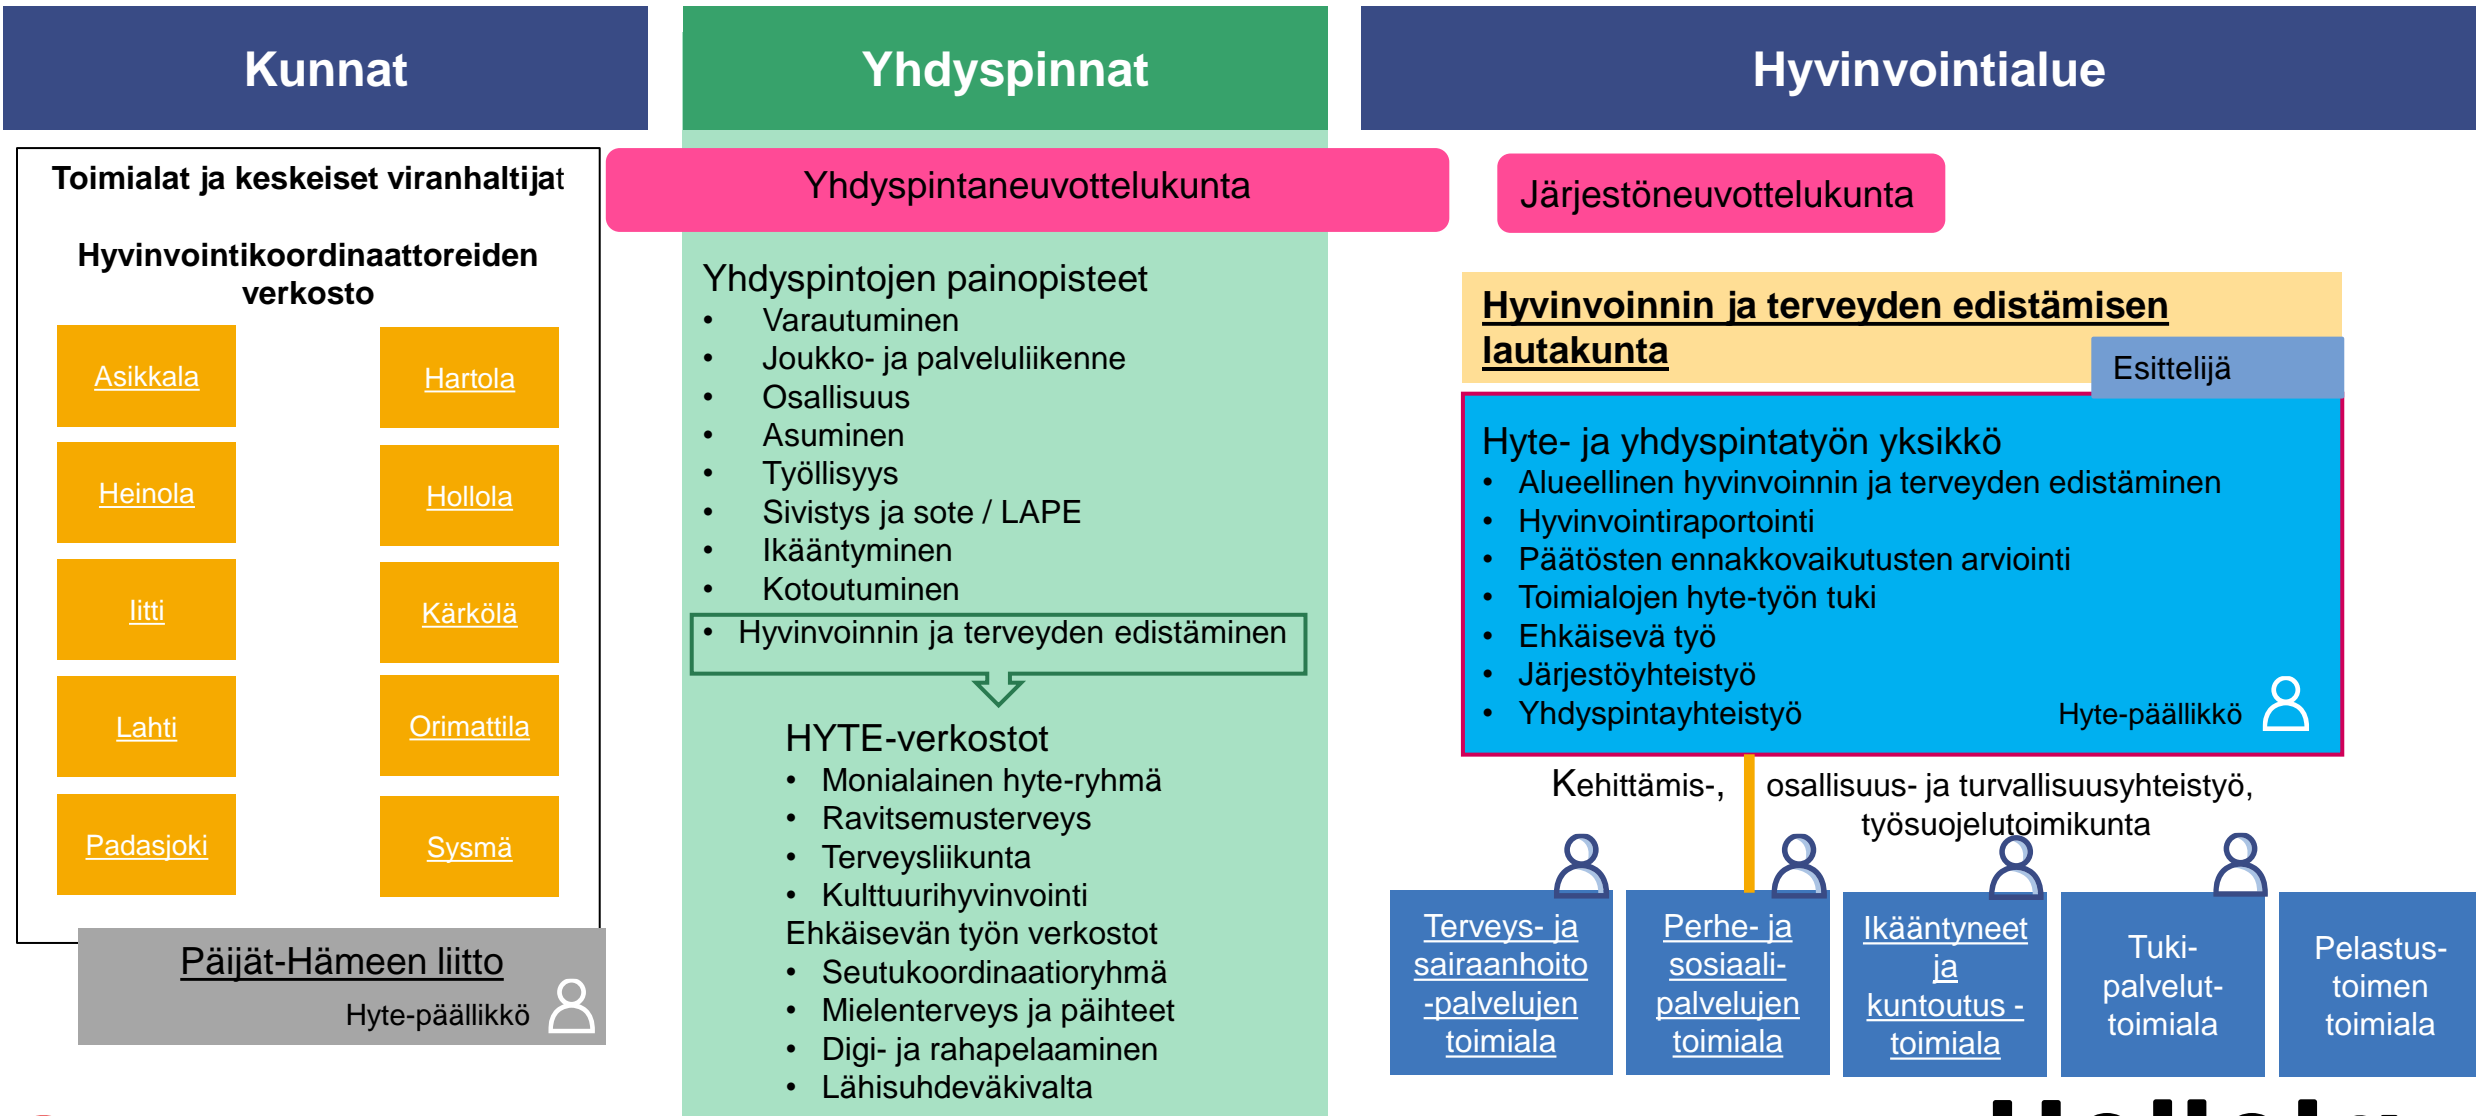 Kunnat
Yhdyspinnat
Hyvinvointialue
Toimialat ja keskeiset viranhaltijat
Hyvinvointikoordinaattoreiden
verkosto
Asikkala
Hartola
Heinola
Hollola
Iitti
Kärkölä
Lahti
Orimattila
Padasjoki
Sysmä
Päijät-Hämeen liitto
Hyte-päällikkö
Yhdyspintaneuvottelukunta
Yhdyspintojen painopisteet
• Varautuminen
• Joukko- ja palveluliikenne
• Osallisuus
• Asuminen
• Työllisyys
• Sivistys ja sote / LAPE
• Ikääntyminen
• Kotoutuminen
• Hyvinvoinnin ja terveyden edistäminen
HYTE-verkostot
• Monialainen hyte-ryhmä
• Ravitsemusterveys
• Terveysliikunta
• Kulttuurihyvinvointi
Ehkäisevän työn verkostot
• Seutukoordinaatioryhmä
• Mielenterveys ja päihteet
• Digi- ja rahapelaaminen
• Lähisuhdeväkivalta
Järjestöneuvottelukunta
Hyvinvoinnin ja terveyden edistämisen
lautakunta
Esittelijä
Hyte- ja yhdyspintatyön yksikkö
• Alueellinen hyvinvoinnin ja terveyden edistäminen
• Hyvinvointiraportointi
• Päätösten ennakkovaikutusten arviointi
• Toimialojen hyte-työn tuki
• Ehkäisevä työ
• Järjestöyhteistyö
• Yhdyspintayhteistyö
Hyte-päällikkö
Kehittämis-, osallisuus- ja turvallisuusyhteistyö,
työsuojelutoimikunta
Terveys- ja
sairaanhoito
-palvelujen
toimiala
Perhe- ja
sosiaali-
palvelujen
toimiala
Ikääntyneet
ja
kuntoutus -
toimiala
Tuki-
palvelut-
toimiala
Pelastus-
toimen
toimiala